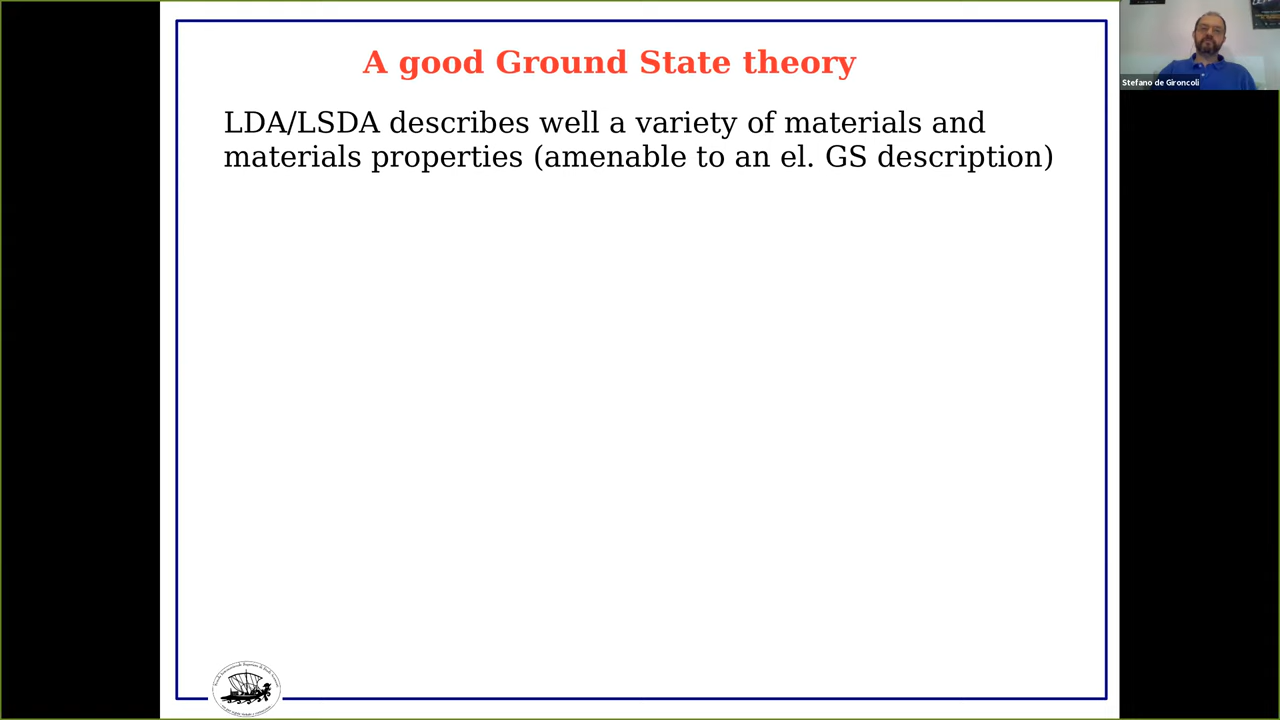 A good Ground State theory
LDA/LSDA describes well a variety of materials and
materials properties (amenable to an el. GS description)
Stefano de Gironcoli